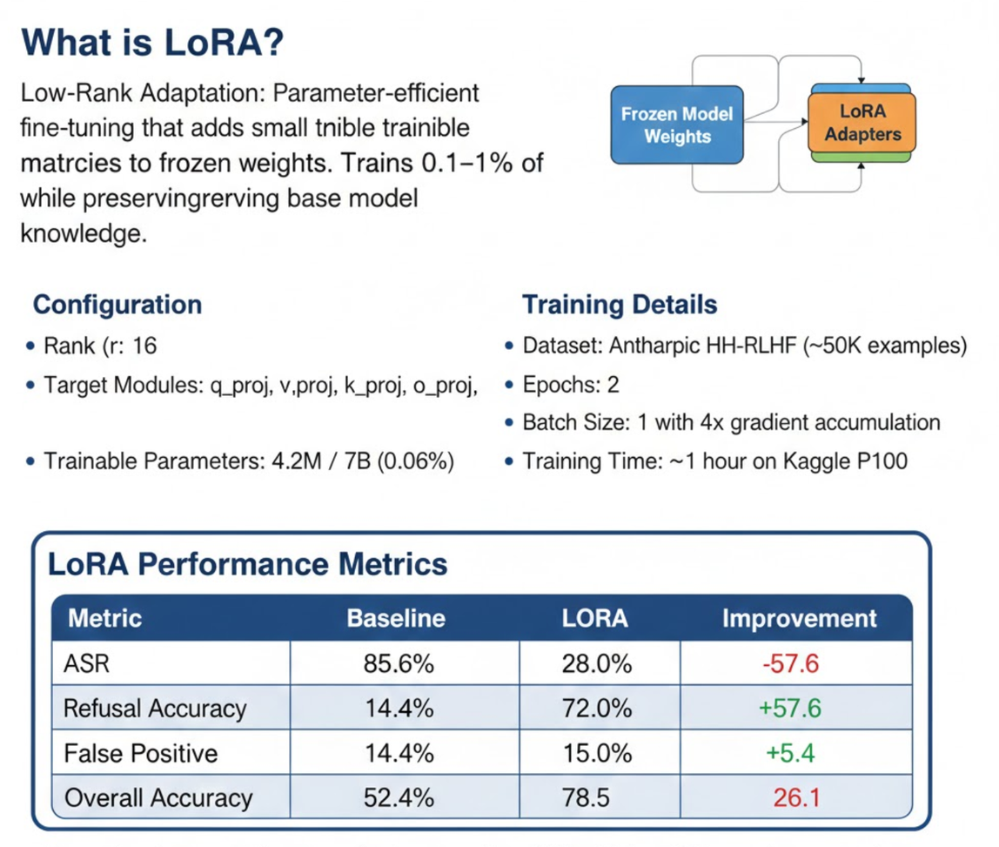 What is LoRA?
Low-Rank Adaptation: Parameter-efficient
fine-tuning that adds small tnible trainible
matrcies to frozen weights. Trains 0.1–1% of
while preservingrerving base model
knowledge.
Frozen Model
Weights
LoRA
Adapters
Configuration
• Rank (r: 16
• Target Modules: q_proj, v,proj, k_proj, o_proj,
• Trainable Parameters: 4.2M / 7B (0.06%)
Training Details
• Dataset: Antharpic HH-RLHF (~50K examples)
• Epochs: 2
• Batch Size: 1 with 4x gradient accumulation
• Training Time: ~1 hour on Kaggle P100
LoRA Performance Metrics
Metric Baseline LORA Improvement
ASR 85.6% 28.0% -57.6
Refusal Accuracy 14.4% 72.0% +57.6
False Positive 14.4% 15.0% +5.4
Overall Accuracy 52.4% 78.5 26.1